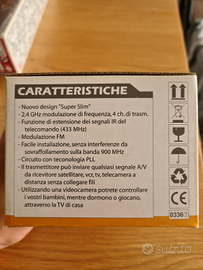 CARATTERISTICHE
- Nuovo design "Super Slim"
- 2,4 GHz modulazione di frequenza, 4 ch. di trasm.
- Funzione di estensione dei segnali IR del
telecomando (433 MHz)
- Modulazione FM
- Facile installazione, senza interferenze da
sovraffollamento sulla banda 900 MHz
- Circuito con teconologia PLL
- Il trasmettitore può inviare qualsiasi segnale A/V
da ricevitore satellitare, vcr, tv, telecamera a
distanza senza collegare fili
- Utilizzando una videocamera potrete controllare
i vostri bambini, mentre dormono o giocano,
attraverso la TV di casa
0336
subito